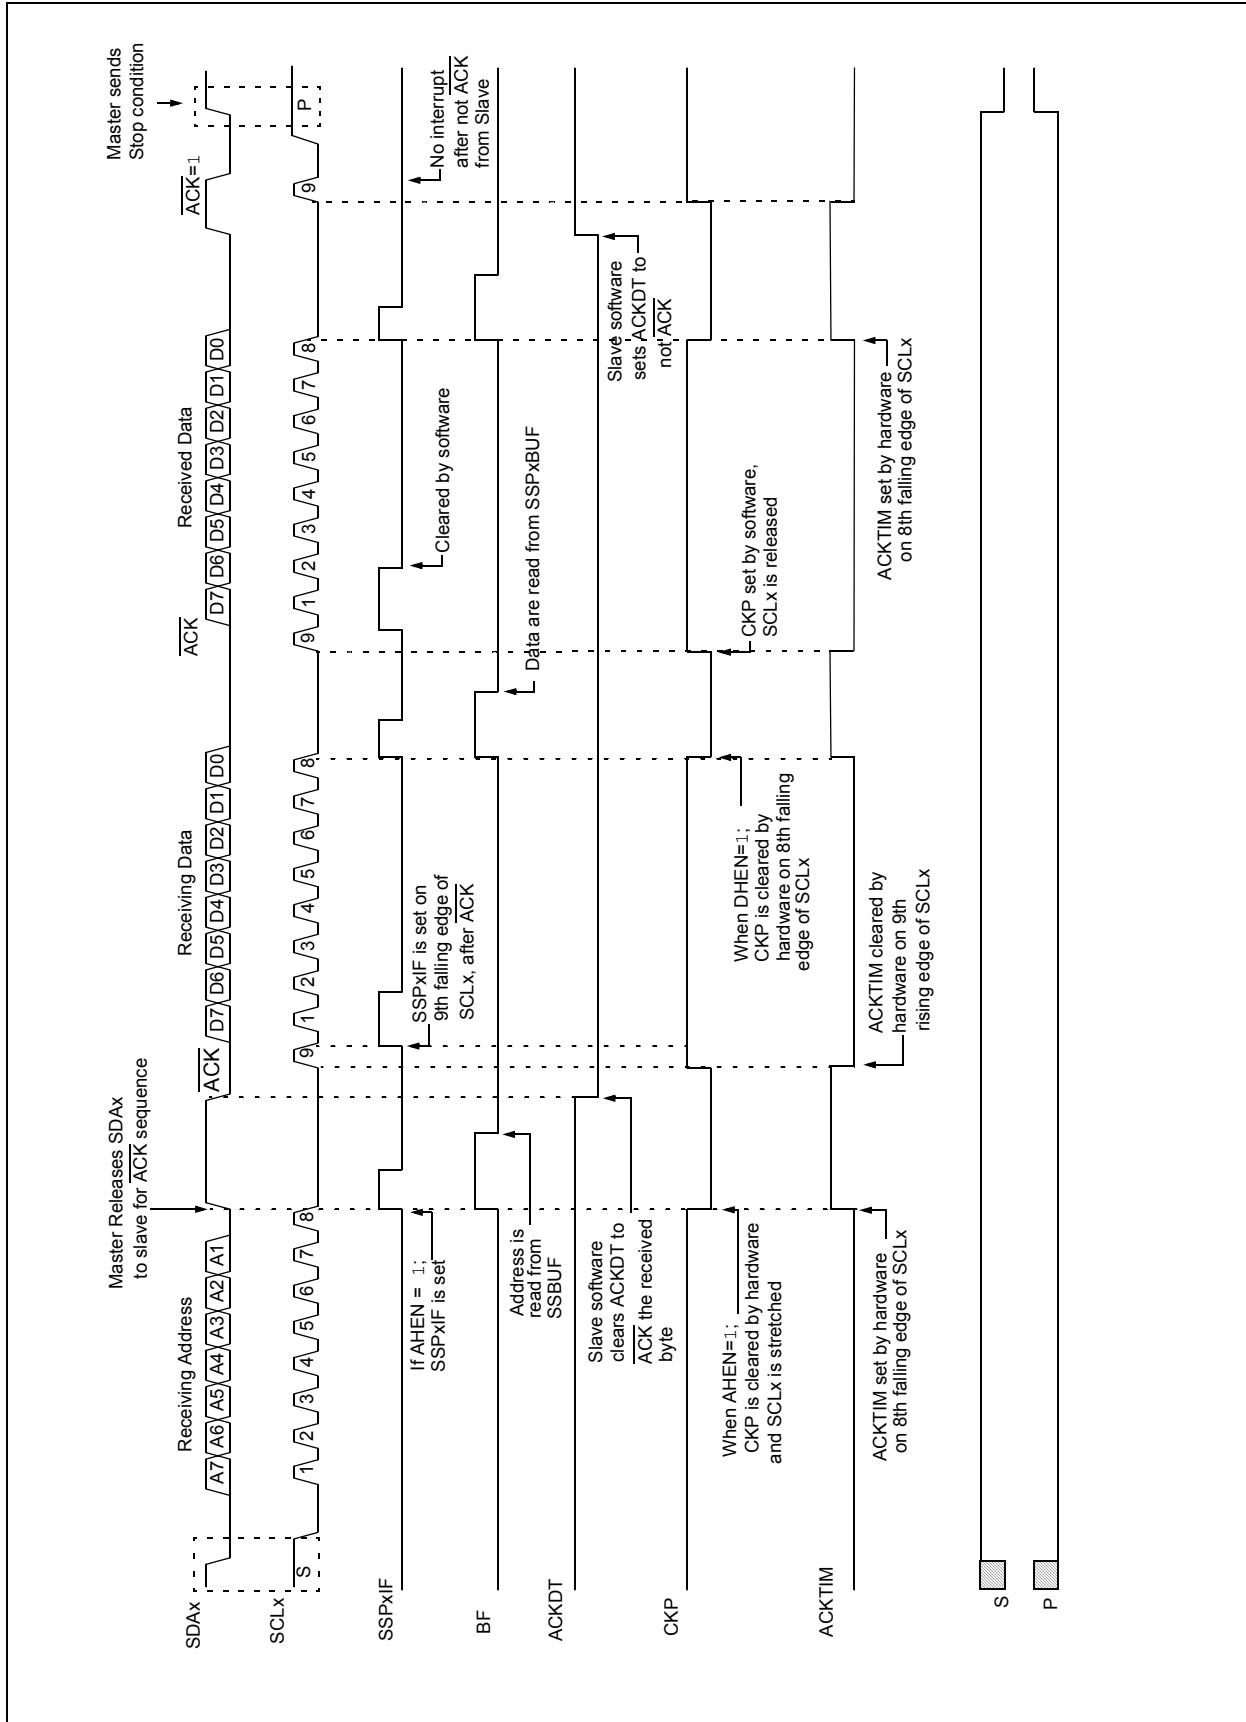 Master Releases SDAx
to slave for ACK sequence
Master sends
Stop condition
Receiving Address
Receiving Data
Received Data
ACK
ACK
ACK=1
SDAx
A7 A6 A5 A4 A3 A2 A1
D7 D6 D5 D4 D3 D2 D1 D0
D7 D6 D5 D4 D3 D2 D1 D0
SCLx
S 1 2 3 4 5 6 7 8 9 1 2 3 4 5 6 7 8 9 1 2 3 4 5 6 7 8 9 P
SSPxIF
If AHEN = 1;
SSPxIF is set
SSPxIF is set on
9th falling edge of
SCLx, after ACK
Cleared by software
No interrupt
after not ACK
from Slave
BF
Address is
read from
SSBUF
Data are read from SSPxBUF
ACKDT
Slave software
clears ACKDT to
ACK the received
byte
Slave software
sets ACKDT to
not ACK
CKP
When AHEN=1;
CKP is cleared by hardware
and SCLx is stretched
When DHEN=1;
CKP is cleared by
hardware on 8th falling
edge of SCLx
CKP set by software,
SCLx is released
ACKTIM
ACKTIM set by hardware
on 8th falling edge of SCLx
ACKTIM cleared by
hardware on 9th
rising edge of SCLx
ACKTIM set by hardware
on 8th falling edge of SCLx
S
P